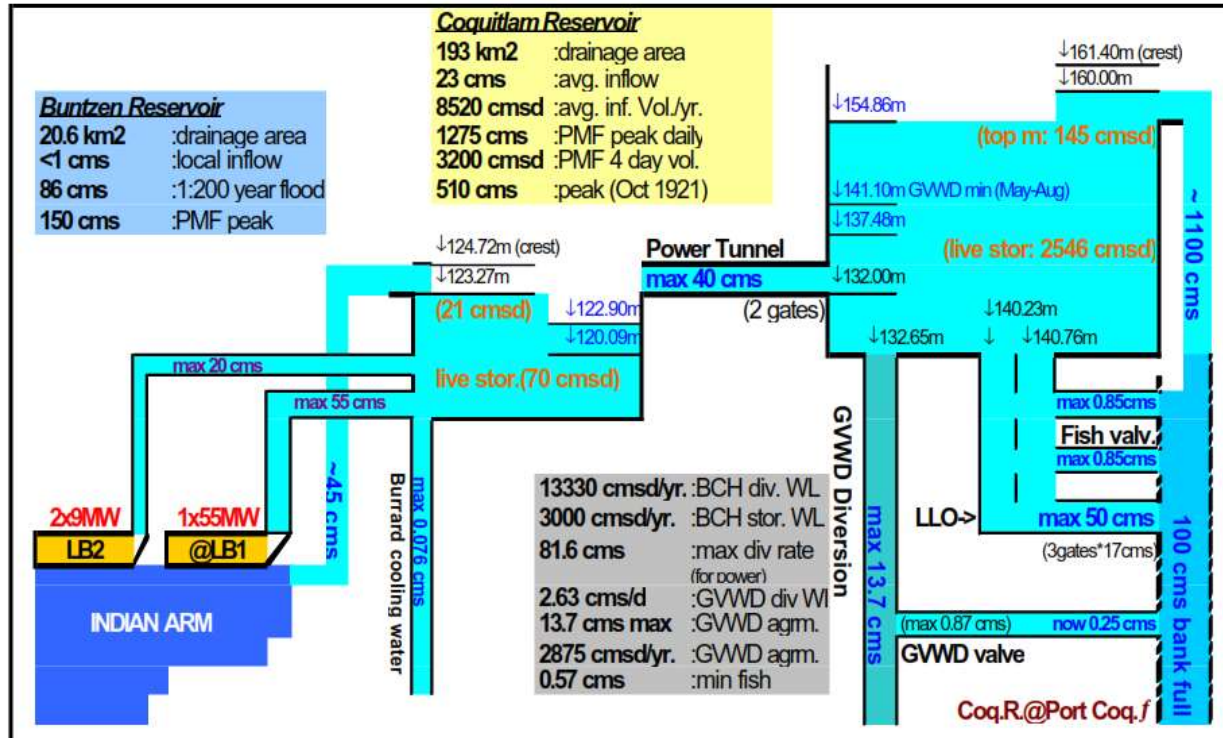 Coquitlam Reservoir
193 km2 :drainage area
23 cms :avg. inflow
8520 cmsd :avg. inf. Vol./yr.
1275 cms :PMF peak daily
3200 cmsd :PMF 4 day vol.
510 cms :peak (Oct 1921)
Buntzen Reservoir
20.6 km2 :drainage area
<1 cms :local inflow
86 cms :1:200 year flood
150 cms :PMF peak
↓161.40m (crest)
↓160.00m
↓154.86m
(top m: 145 cmsd)
↓141.10m GVWD min (May-Aug)
↓137.48m
(live stor: 2546 cmsd)
~ 1100 cms
↓124.72m (crest)
↓123.27m
Power Tunnel
max 40 cms
↓132.00m
(2 gates)
(21 cmsd)
↓122.90m
↓120.09m
↓140.23m
↓132.65m
↓
↓140.76m
max 20 cms
live stor.(70 cmsd)
max 55 cms
max 0.85cms
Fish valv.
max 0.85cms
~45 cms
Burrard cooling water
max 0.076 cms
GVWD Diversion
max 13.7 cms
LLO->
max 50 cms
(3gates*17cms)
100 cms bank full
2x9MW
1x55MW
LB2
@LB1
INDIAN ARM
13330 cmsd/yr. :BCH div. WL
3000 cmsd/yr. :BCH stor. WL
81.6 cms :max div rate
(for power)
2.63 cms/d :GVWD div Wl
13.7 cms max :GVWD agrm.
2875 cmsd/yr. :GVWD agrm.
0.57 cms :min fish
(max 0.87 cms) now 0.25 cms
GVWD valve
Coq.R.@Port Coq.ƒ